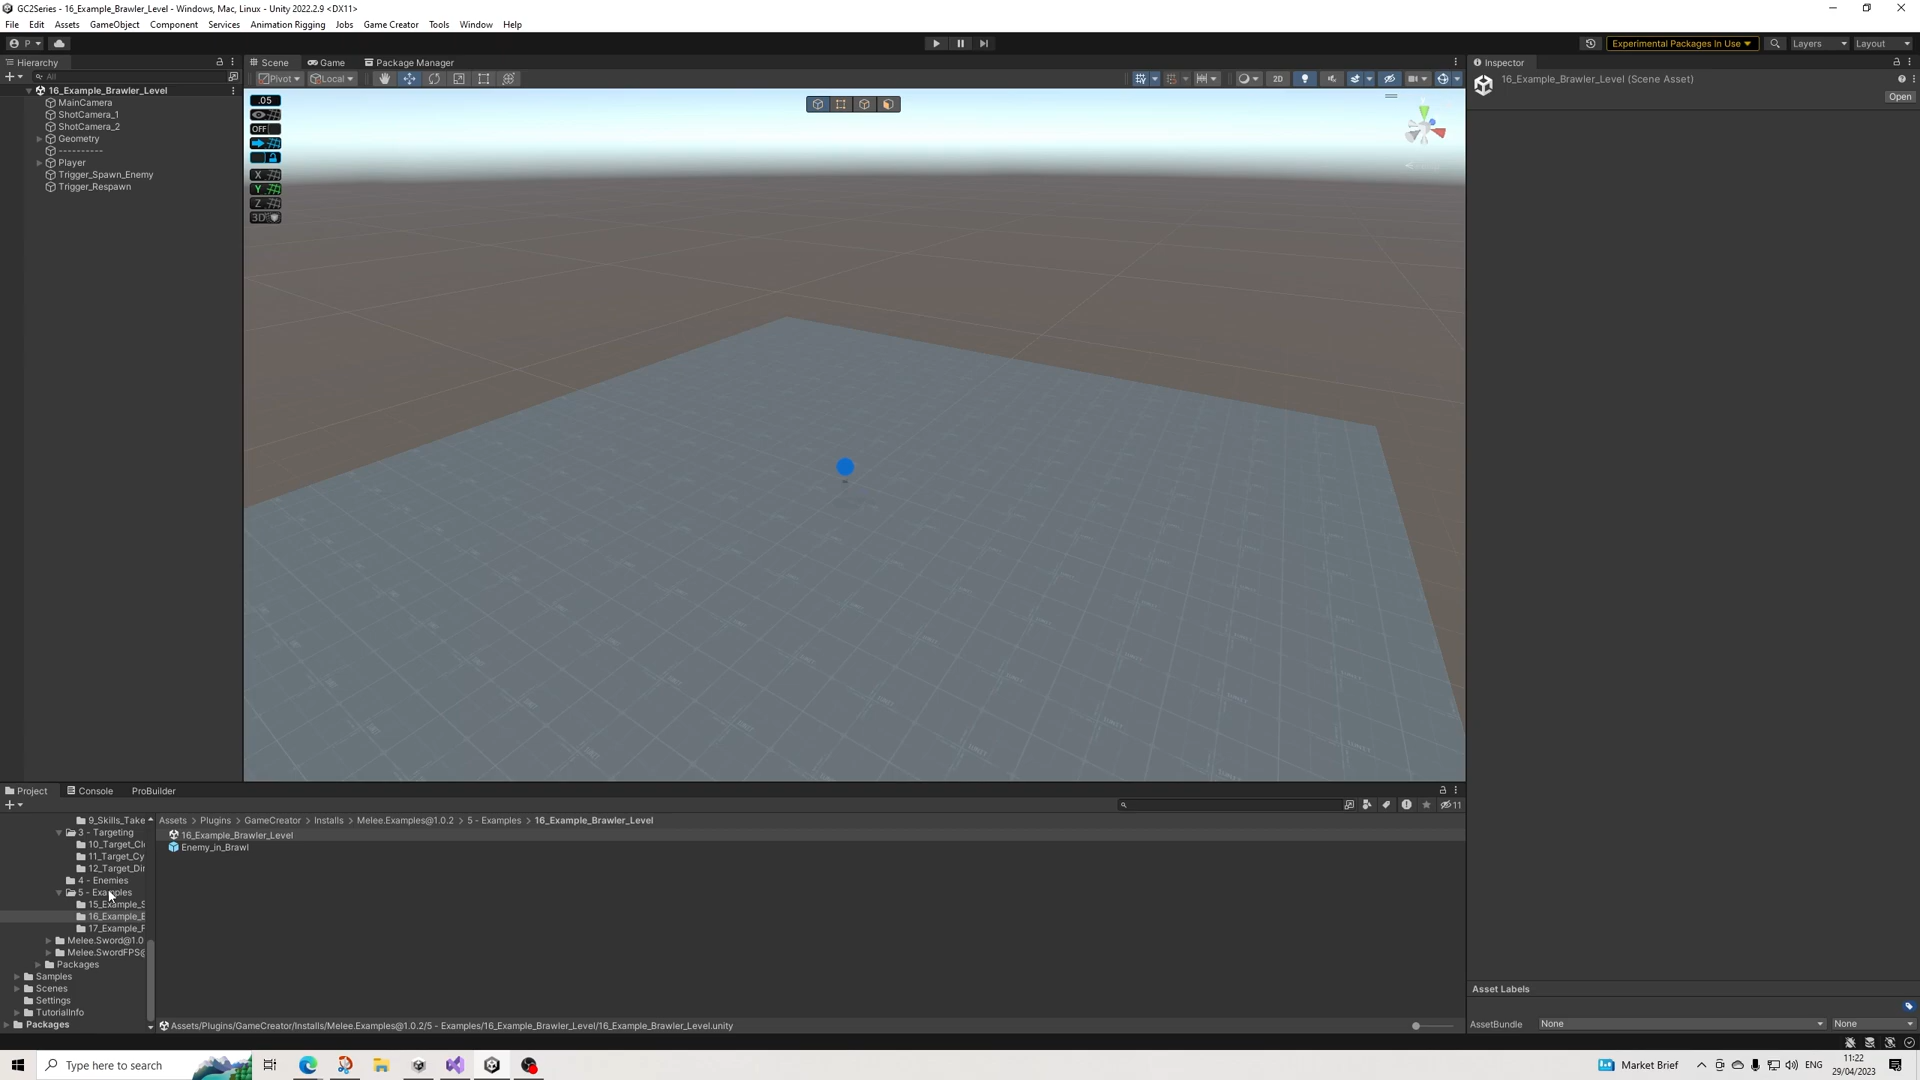 GC2Series - 16_Example_Brawler_Level - Windows, Mac, Linux - Unity 2022.2.9 <DX11>
File Edit Assets GameObject Component Services Animation Rigging Jobs Game Creator Tools Window Help
P
Experimental Packages In Use
Layers
Layout
Hierarchy
All
16_Example_Brawler_Level
MainCamera
ShotCamera_1
ShotCamera_2
Geometry
----------
Player
Trigger_Spawn_Enemy
Trigger_Respawn
Scene Game Package Manager
Pivot Local
2D
.05
OFF
X
Y
Z
3D
Inspector
16_Example_Brawler_Level (Scene Asset)
Open
Project Console ProBuilder
11
9_Skills_Take
3 - Targeting
10_Target_Cl
11_Target_Cy
12_Target_Dir
4 - Enemies
5 - Examples
15_Example_S
16_Example_E
17_Example_F
Melee.Sword@1.0
Melee.SwordFPS@
Packages
Samples
Scenes
Settings
TutorialInfo
Packages
Assets > Plugins > GameCreator > Installs > Melee.Examples@1.0.2 > 5 - Examples > 16_Example_Brawler_Level
16_Example_Brawler_Level
Enemy_in_Brawl
Assets/Plugins/GameCreator/Installs/Melee.Examples@1.0.2/5 - Examples/16_Example_Brawler_Level/16_Example_Brawler_Level.unity
Asset Labels
AssetBundle None None
Type here to search
Market Brief
ENG
11:22
29/04/2023